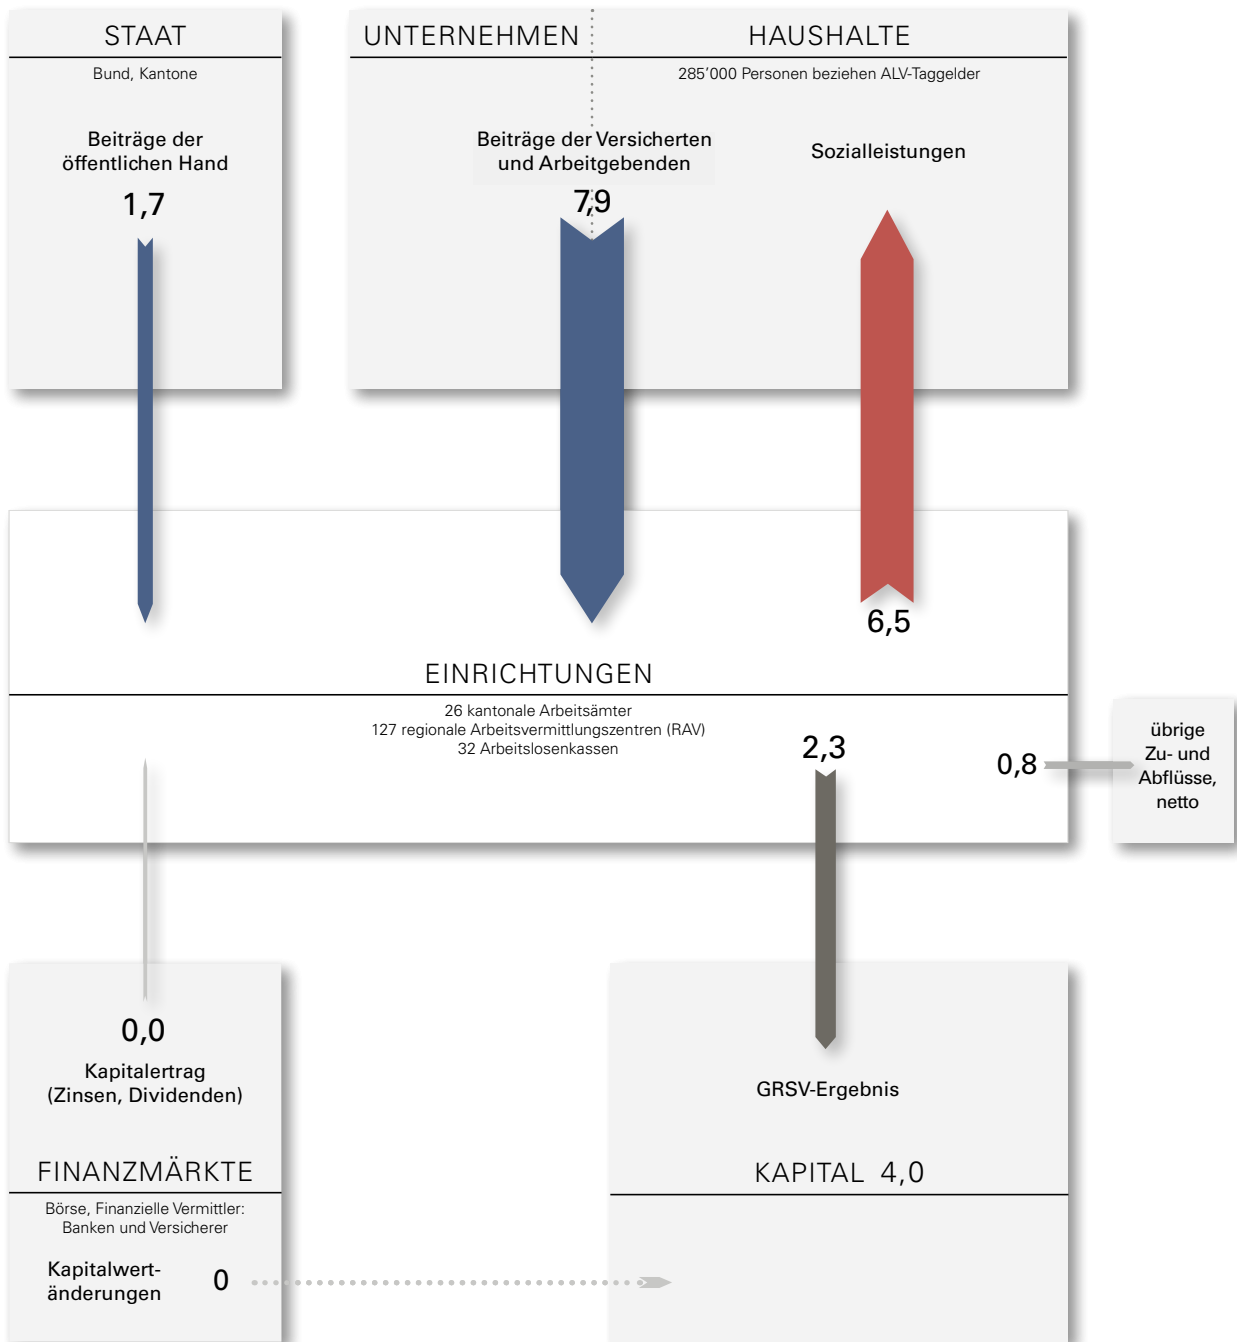 STAAT
Bund, Kantone
Beiträge der
öffentlichen Hand
1,7
UNTERNEHMEN
HAUSHALTE
285’000 Personen beziehen ALV-Taggelder
Beiträge der Versicherten
und Arbeitgebenden
7,9
Sozialleistungen
6,5
EINRICHTUNGEN
26 kantonale Arbeitsämter
127 regionale Arbeitsvermittlungszentren (RAV)
32 Arbeitslosenkassen
2,3
0,8
übrige
Zu- und
Abflüsse,
netto
0,0
Kapitalertrag
(Zinsen, Dividenden)
FINANZMÄRKTE
Börse, Finanzielle Vermittler:
Banken und Versicherer
Kapitalwert-
änderungen
0
GRSV-Ergebnis
KAPITAL 4,0